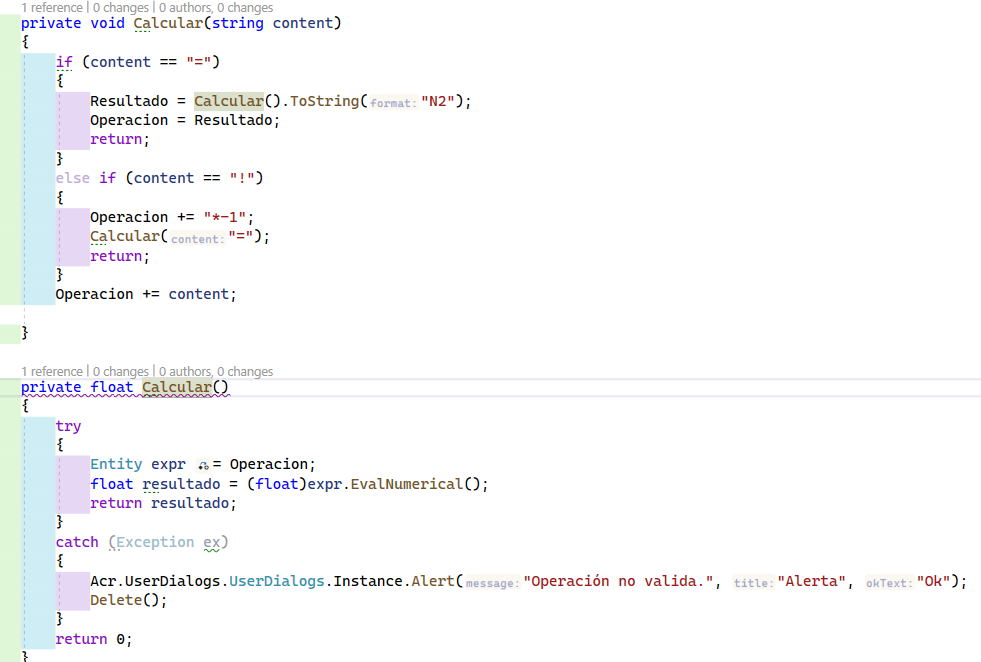 1 reference | 0 changes | 0 authors, 0 changes
private void Calcular(string content)
{
if (content == "=")
{
Resultado = Calcular().ToString(format: "N2");
Operacion = Resultado;
return;
}
else if (content == "!")
{
Operacion += "*-1";
Calcular(content: "=");
return;
}
Operacion += content;
}
1 reference | 0 changes | 0 authors, 0 changes
private float Calcular()
{
try
{
Entity expr = Operacion;
float resultado = (float)expr.EvalNumerical();
return resultado;
}
catch (Exception ex)
{
Acr.UserDialogs.UserDialogs.Instance.Alert(message: "Operación no valida.", title: "Alerta", okText: "Ok");
Delete();
}
return 0;
}